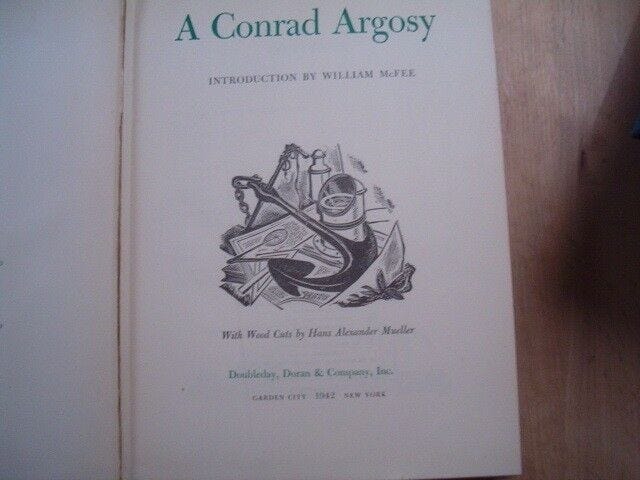 A Conrad Argosy
INTRODUCTION BY WILLIAM McFEE
With Wood Cuts by Hans Alexander Mueller
Doubleday, Doran & Company, Inc.
GARDEN CITY 1942 NEW YORK